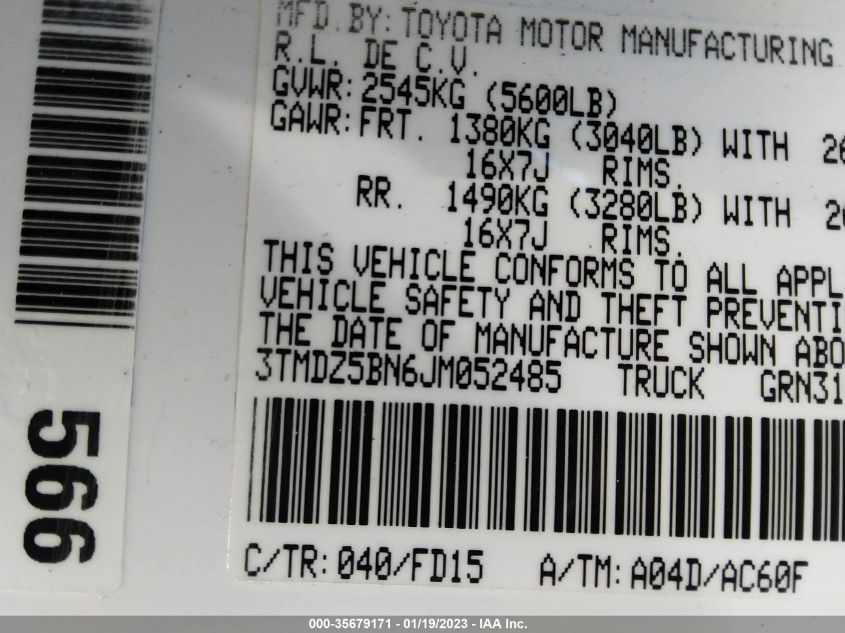 MFD.BY:TOYOTA MOTOR MANUFACTURING
R.L. DE C.V.
GVWR:2545KG (5600LB)
GAWR:FRT. 1380KG (3040LB) WITH 26
16X7J RIMS.
RR. 1490KG (3280LB) WITH 26
16X7J RIMS.
THIS VEHICLE CONFORMS TO ALL APPL
VEHICLE SAFETY AND THEFT PREVENTI
THE DATE OF MANUFACTURE SHOWN ABO
3TMDZ5BN6JM052485 TRUCK GRN31
C/TR:040/FD15 A/TM:A04D/AC60F
566
000-35679171 - 01/19/2023 - IAA Inc.